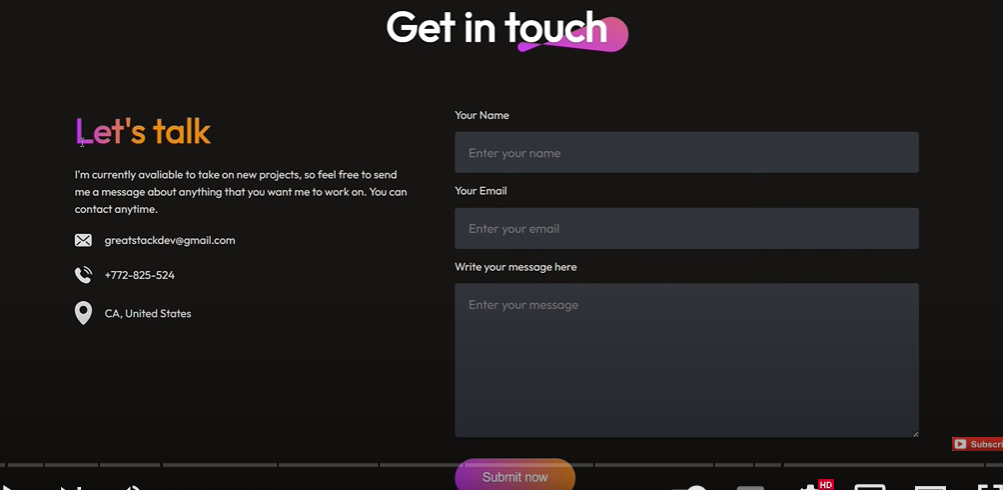 Get in touch
Let's talk
I'm currently avaliable to take on new projects, so feel free to send
me a message about anything that you want me to work on. You can
contact anytime.
greatstackdev@gmail.com
+772-825-524
CA, United States
Your Name
Enter your name
Your Email
Enter your email
Write your message here
Enter your message
Submit now
Subscri
HD